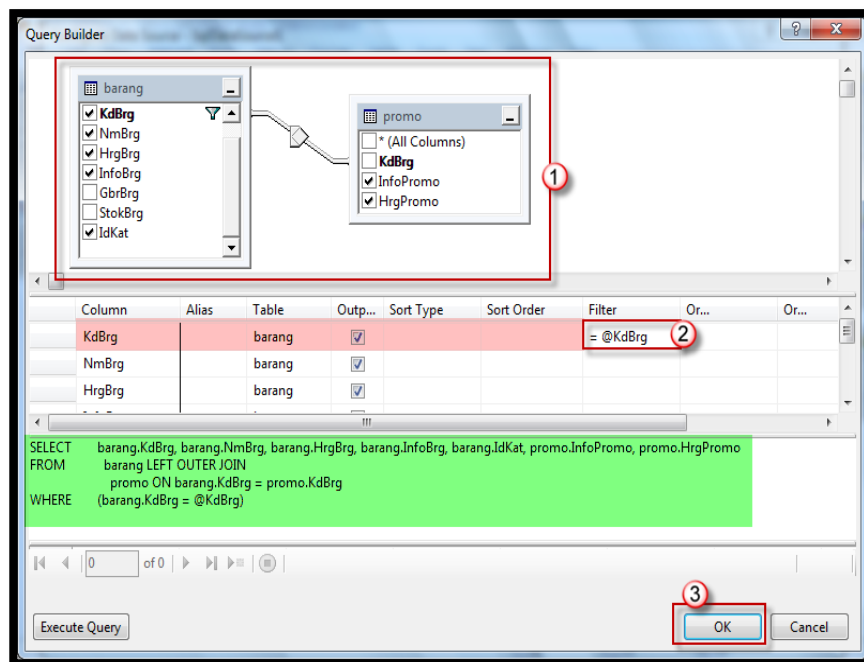 Query Builder
barang
KdBrg
NmBrg
HrgBrg
InfoBrg
GbrBrg
StokBrg
IdKat
promo
* (All Columns)
KdBrg
InfoPromo
HrgPromo
1
Column Alias Table Outp... Sort Type Sort Order Filter Or... Or...
KdBrg barang = @KdBrg 2
NmBrg barang
HrgBrg barang
SELECT barang.KdBrg, barang.NmBrg, barang.HrgBrg, barang.InfoBrg, barang.IdKat, promo.InfoPromo, promo.HrgPromo
FROM barang LEFT OUTER JOIN
promo ON barang.KdBrg = promo.KdBrg
WHERE (barang.KdBrg = @KdBrg)
0 of 0
3
Execute Query OK Cancel